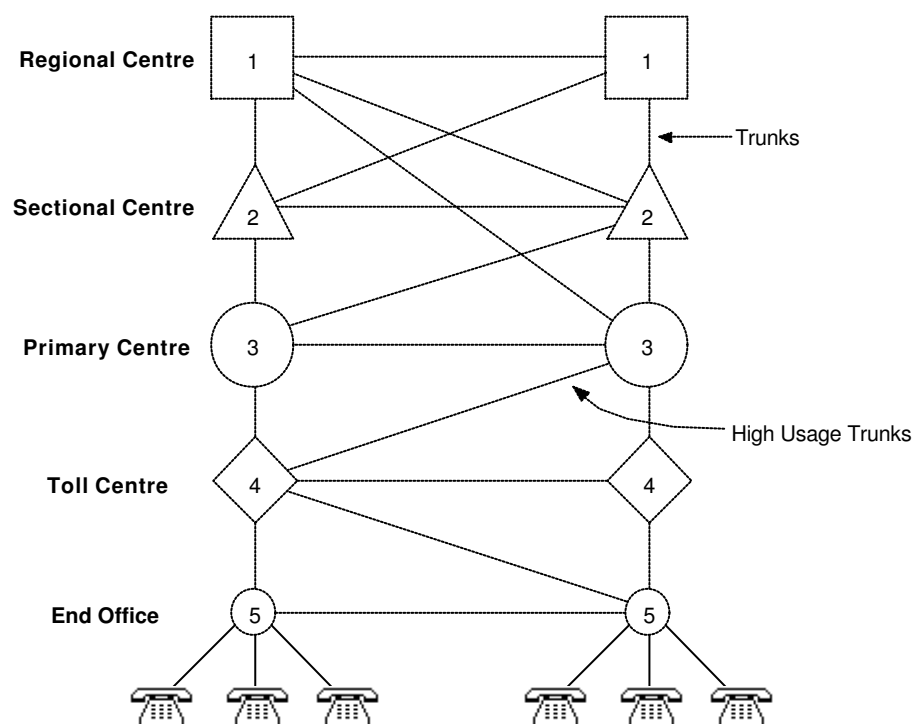 Regional Centre 1 1
Trunks
Sectional Centre 2 2
Primary Centre 3 3
High Usage Trunks
Toll Centre 4 4
End Office 5 5